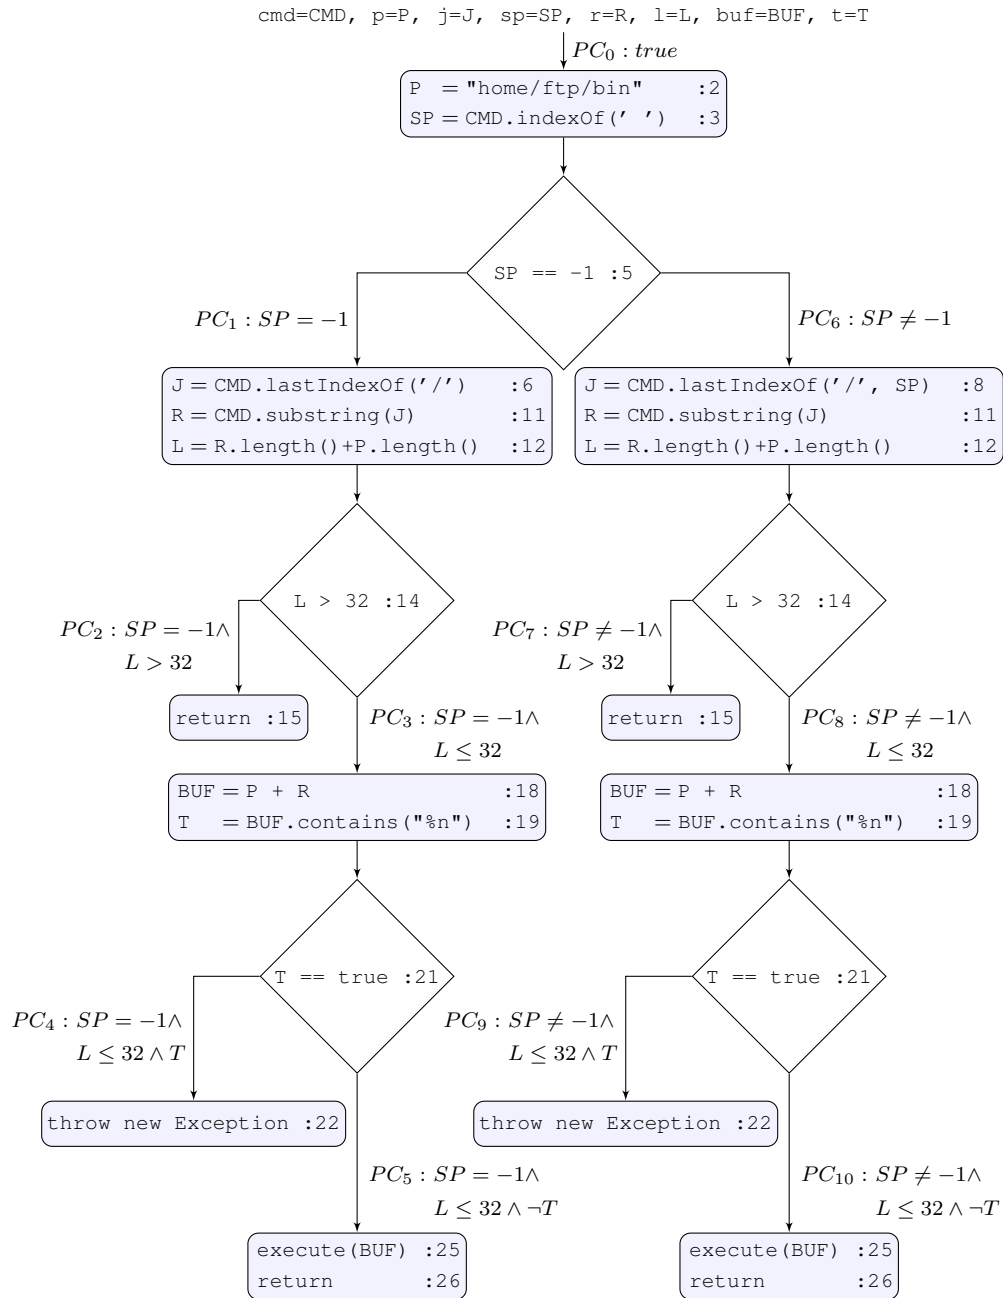 cmd=CMD, p=P, j=J, sp=SP, r=R, l=L, buf=BUF, t=T
PC₀ : true
P = "home/ftp/bin" :2
SP = CMD.indexOf(' ') :3
SP == -1 :5
PC₁ : SP = −1
PC₆ : SP ≠ −1
J = CMD.lastIndexOf('/') :6
R = CMD.substring(J) :11
L = R.length()+P.length() :12
J = CMD.lastIndexOf('/', SP) :8
R = CMD.substring(J) :11
L = R.length()+P.length() :12
L > 32 :14
L > 32 :14
PC₂ : SP = −1∧
L > 32
PC₇ : SP ≠ −1∧
L > 32
return :15
return :15
PC₃ : SP = −1∧
L ≤ 32
PC₈ : SP ≠ −1∧
L ≤ 32
BUF = P + R :18
T = BUF.contains("%n") :19
BUF = P + R :18
T = BUF.contains("%n") :19
T == true :21
T == true :21
PC₄ : SP = −1∧
L ≤ 32 ∧ T
PC₉ : SP ≠ −1∧
L ≤ 32 ∧ T
throw new Exception :22
throw new Exception :22
PC₅ : SP = −1∧
L ≤ 32 ∧ ¬T
PC₁₀ : SP ≠ −1∧
L ≤ 32 ∧ ¬T
execute(BUF) :25
return :26
execute(BUF) :25
return :26